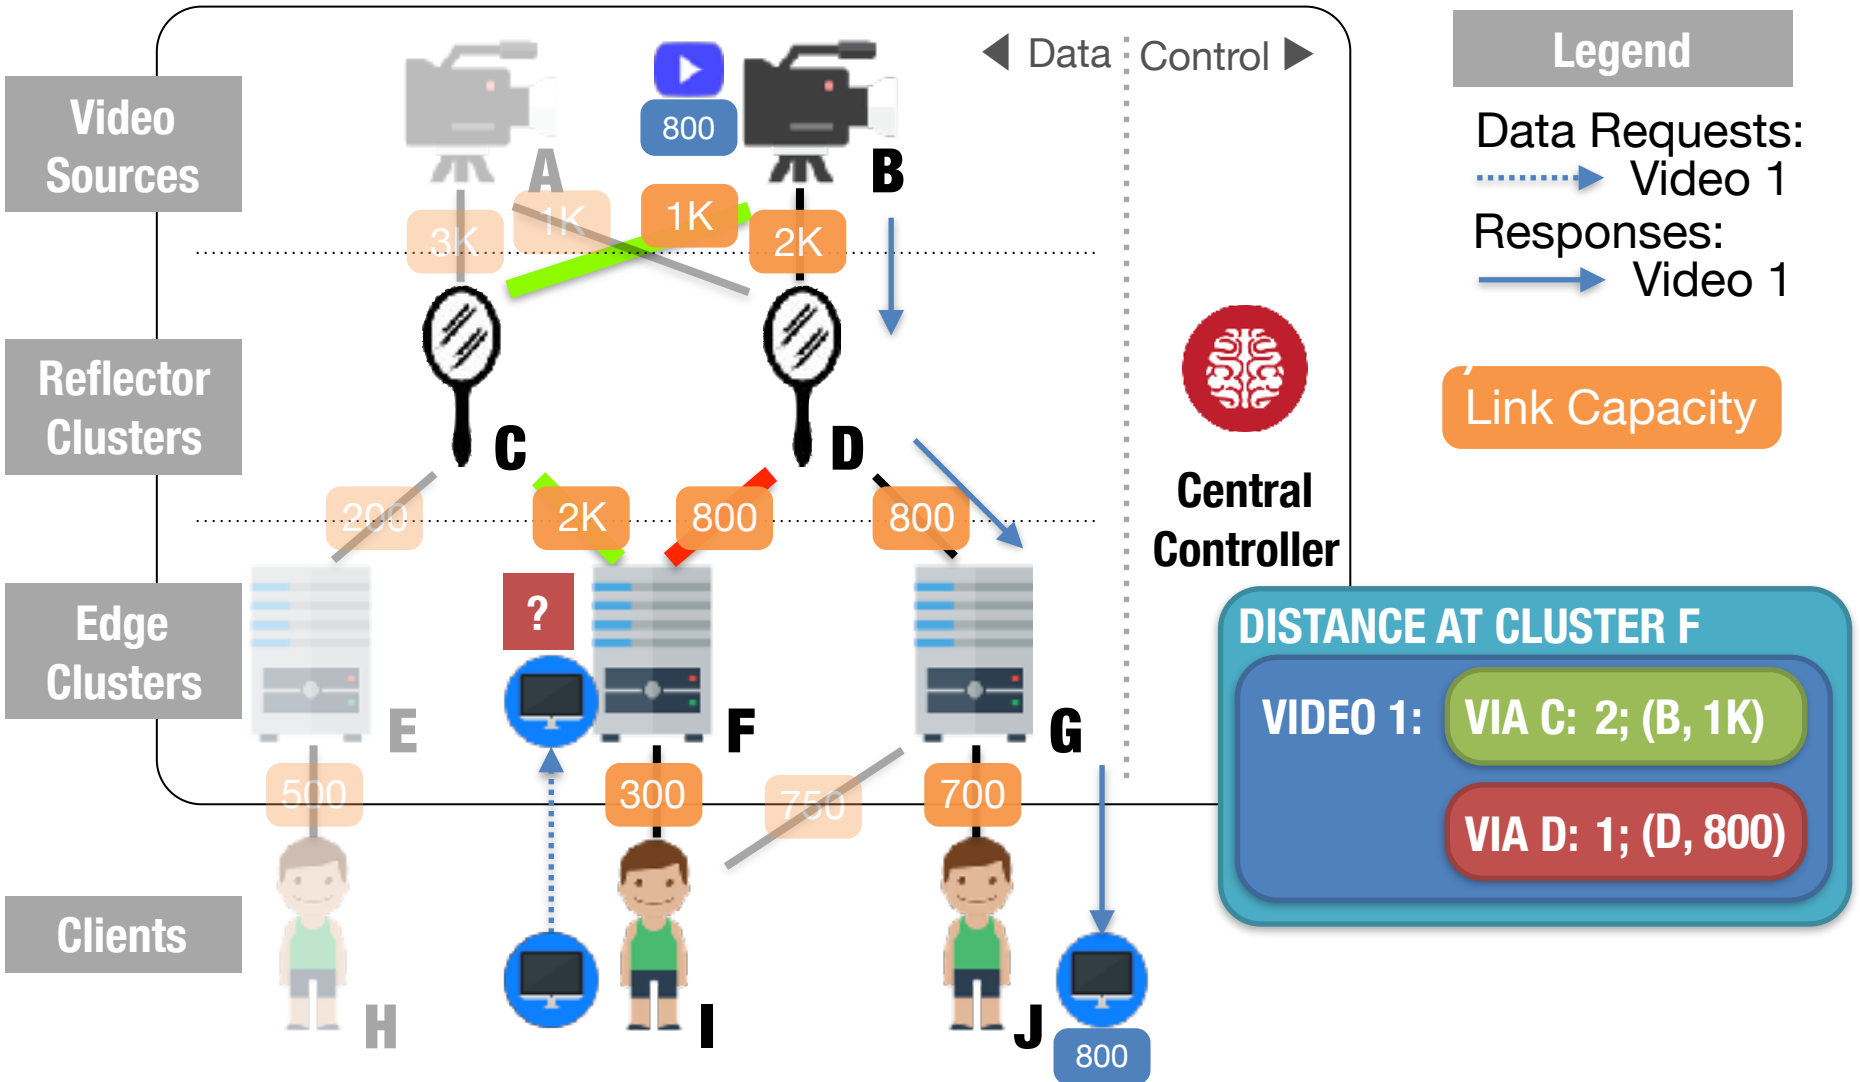 Data
Control
Legend
Video
Sources
800
A
B
Data Requests:
Video 1
Responses:
Video 1
3K
1K
1K
2K
Reflector
Clusters
C
D
Link Capacity
Central
Controller
200
2K
800
800
Edge
Clusters
?
E
F
G
DISTANCE AT CLUSTER F
VIDEO 1:
VIA C: 2; (B, 1K)
VIA D: 1; (D, 800)
500
300
750
700
Clients
H
I
J
800